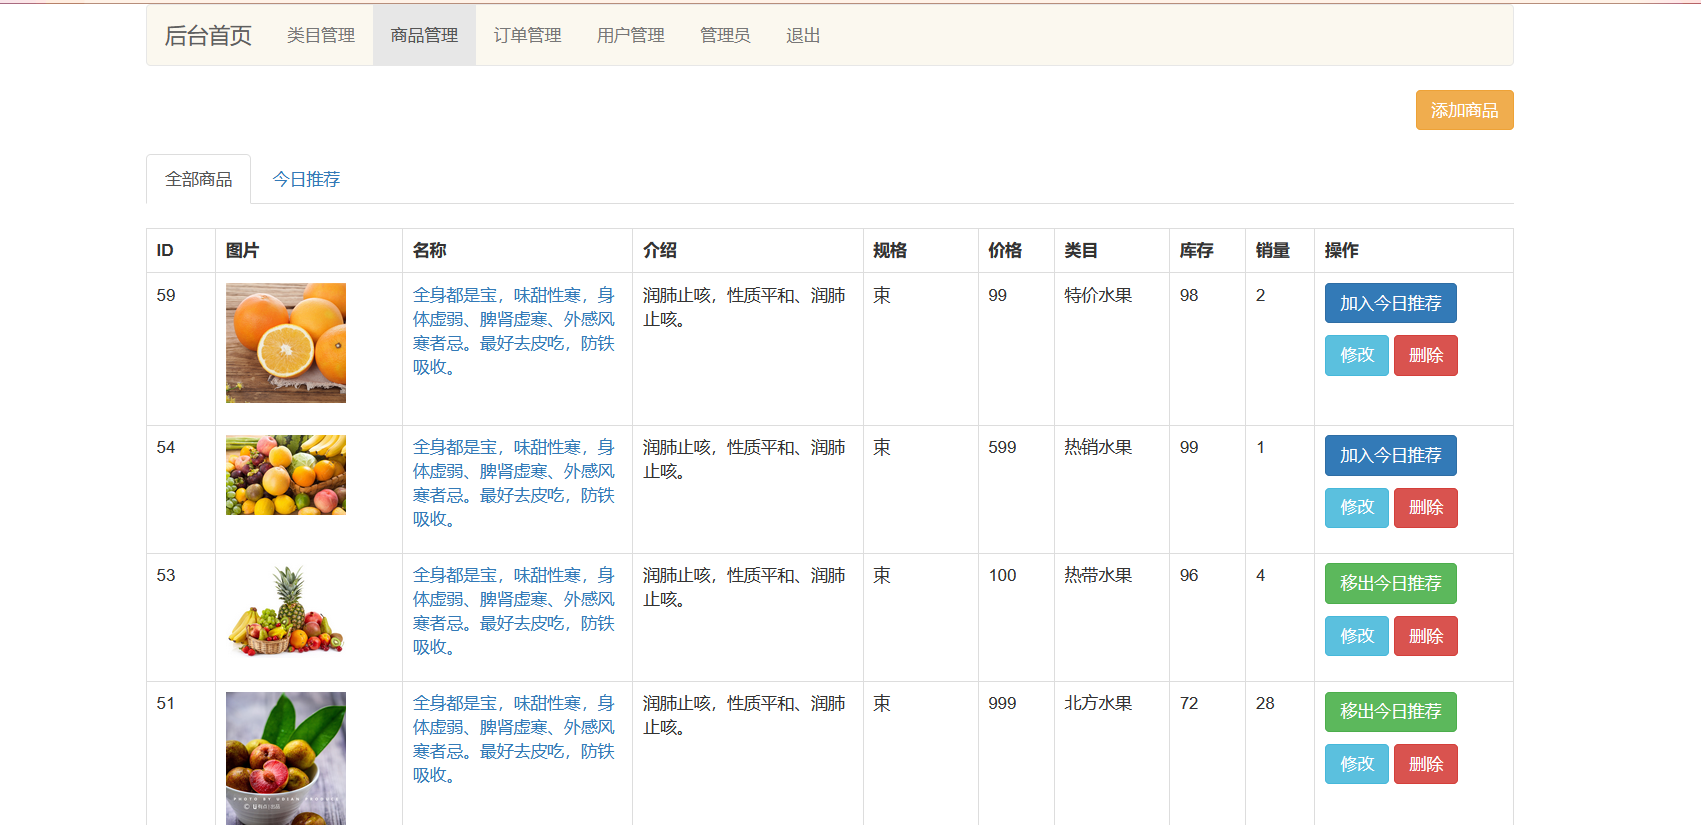 后台首页 类目管理 商品管理 订单管理 用户管理 管理员 退出
添加商品
全部商品 今日推荐
ID 图片 名称 介绍 规格 价格 类目 库存 销量 操作
59 全身都是宝，味甜性寒，身 润肺止咳，性质平和、润肺 束 99 特价水果 98 2 加入今日推荐
体虚弱、脾肾虚寒、外感风 止咳。
寒者忌。最好去皮吃，防铁 修改 删除
吸收。
54 全身都是宝，味甜性寒，身 润肺止咳，性质平和、润肺 束 599 热销水果 99 1 加入今日推荐
体虚弱、脾肾虚寒、外感风 止咳。
寒者忌。最好去皮吃，防铁 修改 删除
吸收。
53 全身都是宝，味甜性寒，身 润肺止咳，性质平和、润肺 束 100 热带水果 96 4 移出今日推荐
体虚弱、脾肾虚寒、外感风 止咳。
寒者忌。最好去皮吃，防铁 修改 删除
吸收。
51 全身都是宝，味甜性寒，身 润肺止咳，性质平和、润肺 束 999 北方水果 72 28 移出今日推荐
体虚弱、脾肾虚寒、外感风 止咳。
寒者忌。最好去皮吃，防铁 修改 删除
吸收。
PHOTO BY